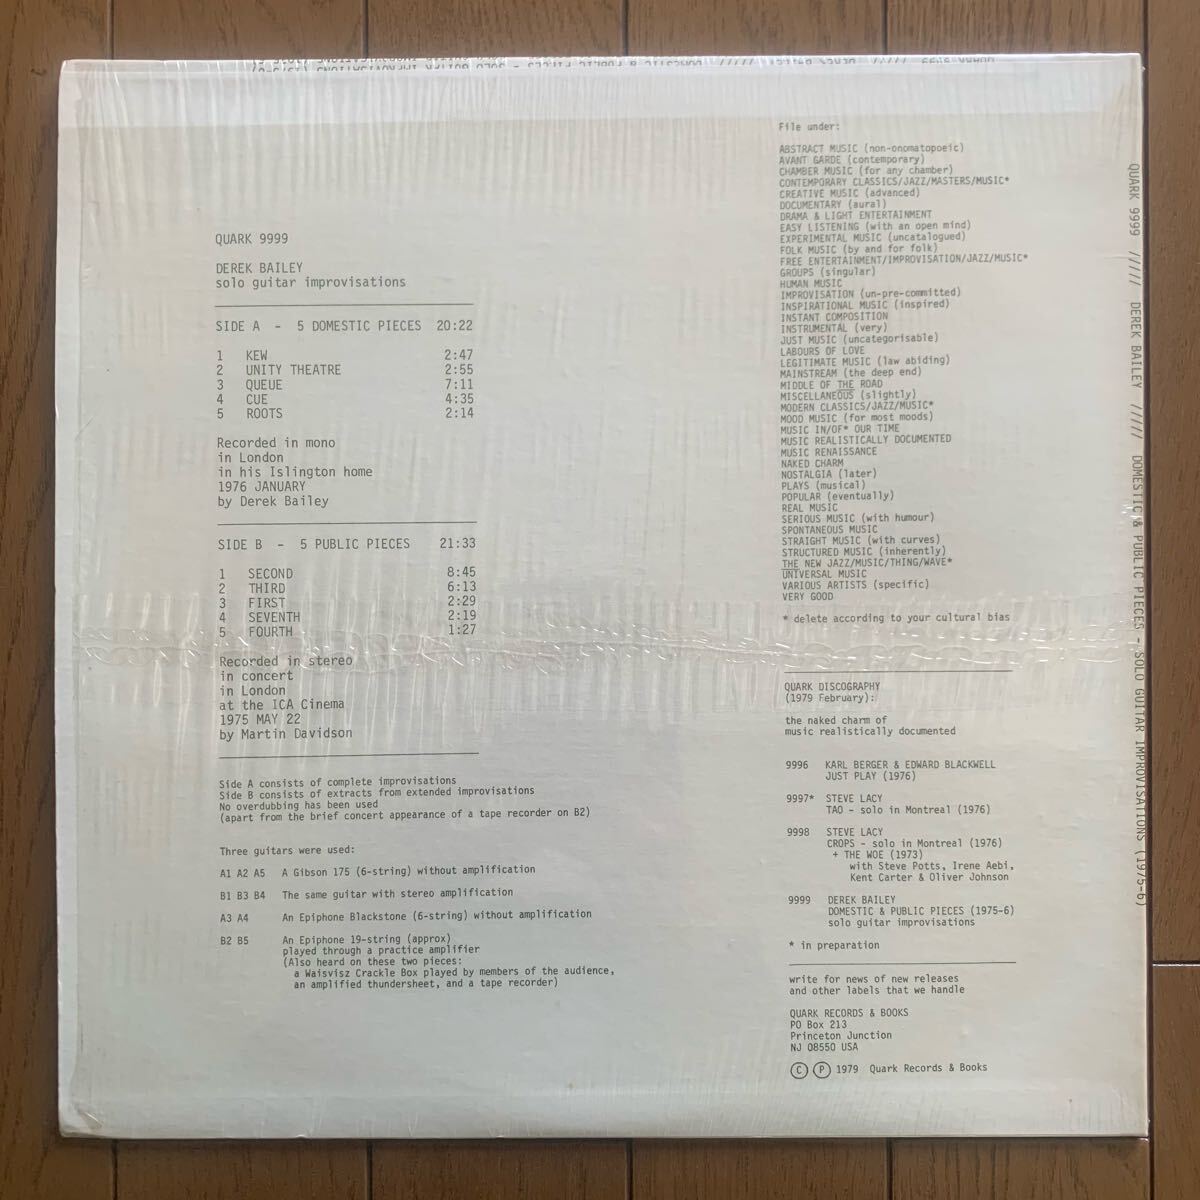 QUARK 9999
DEREK BAILEY
solo guitar improvisations
SIDE A - 5 DOMESTIC PIECES 20:22
1 KEW 2:47
2 UNITY THEATRE 2:55
3 QUEUE 7:11
4 CUE 4:35
5 ROOTS 2:14
Recorded in mono
in London
in his Islington home
1976 JANUARY
by Derek Bailey
SIDE B - 5 PUBLIC PIECES 21:33
1 SECOND 8:45
2 THIRD 6:13
3 FIRST 2:29
4 SEVENTH 2:19
5 FOURTH 1:27
Recorded in stereo
in concert
in London
at the ICA Cinema
1975 MAY 22
by Martin Davidson
Side A consists of complete improvisations
Side B consists of extracts from extended improvisations
No overdubbing has been used
(apart from the brief concert appearance of a tape recorder on B2)
Three guitars were used:
A1 A2 A5 A Gibson 175 (6-string) without amplification
B1 B3 B4 The same guitar with stereo amplification
A3 A4 An Epiphone Blackstone (6-string) without amplification
B2 B5 An Epiphone 19-string (approx)
played through a practice amplifier
(Also heard on these two pieces:
a Waisvisz Crackle Box played by members of the audience,
an amplified thundersheet, and a tape recorder)
File under:
ABSTRACT MUSIC (non-onomatopoeic)
AVANT GARDE (contemporary)
CHAMBER MUSIC (for any chamber)
CONTEMPORARY CLASSICS/JAZZ/MASTERS/MUSIC*
CREATIVE MUSIC (advanced)
DOCUMENTARY (aural)
DRAMA & LIGHT ENTERTAINMENT
EASY LISTENING (with an open mind)
EXPERIMENTAL MUSIC (uncatalogued)
FOLK MUSIC (by and for folk)
FREE ENTERTAINMENT/IMPROVISATION/JAZZ/MUSIC*
GROUPS (singular)
HUMAN MUSIC
IMPROVISATION (un-pre-committed)
INSPIRATIONAL MUSIC (inspired)
INSTANT COMPOSITION
INSTRUMENTAL (very)
JUST MUSIC (uncategorisable)
LABOURS OF LOVE
LEGITIMATE MUSIC (law abiding)
MAINSTREAM (the deep end)
MIDDLE OF THE ROAD
MISCELLANEOUS (slightly)
MODERN CLASSICS/JAZZ/MUSIC*
MOOD MUSIC (for most moods)
MUSIC IN/OF* OUR TIME
MUSIC REALISTICALLY DOCUMENTED
MUSIC RENAISSANCE
NAKED CHARM
NOSTALGIA (later)
PLAYS (musical)
POPULAR (eventually)
REAL MUSIC
SERIOUS MUSIC (with humour)
SPONTANEOUS MUSIC
STRAIGHT MUSIC (with curves)
STRUCTURED MUSIC (inherently)
THE NEW JAZZ/MUSIC/THING/WAVE*
UNIVERSAL MUSIC
VARIOUS ARTISTS (specific)
VERY GOOD
* delete according to your cultural bias
QUARK DISCOGRAPHY
(1979 February):
the naked charm of
music realistically documented
9996 KARL BERGER & EDWARD BLACKWELL
JUST PLAY (1976)
9997* STEVE LACY
TAO - solo in Montreal (1976)
9998 STEVE LACY
CROPS - solo in Montreal (1976)
+ THE WOE (1973)
with Steve Potts, Irene Aebi,
Kent Carter & Oliver Johnson
9999 DEREK BAILEY
DOMESTIC & PUBLIC PIECES (1975-6)
solo guitar improvisations
* in preparation
write for news of new releases
and other labels that we handle
QUARK RECORDS & BOOKS
PO Box 213
Princeton Junction
NJ 08550 USA
© ℗ 1979 Quark Records & Books
QUARK 9999 ///// DEREK BAILEY ///// DOMESTIC & PUBLIC PIECES - SOLO GUITAR IMPROVISATIONS (1975-6)